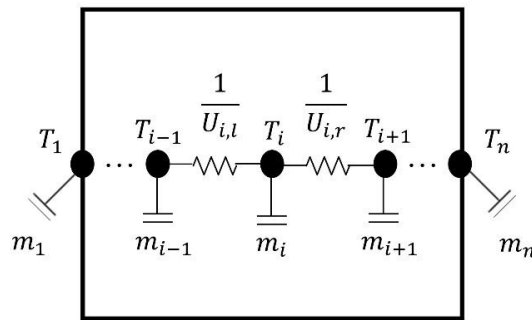 1 1
U_{i,l} U_{i,r}
T_1 T_{i-1} T_i T_{i+1} T_n
... ...
m_1 m_{i-1} m_i m_{i+1} m_n